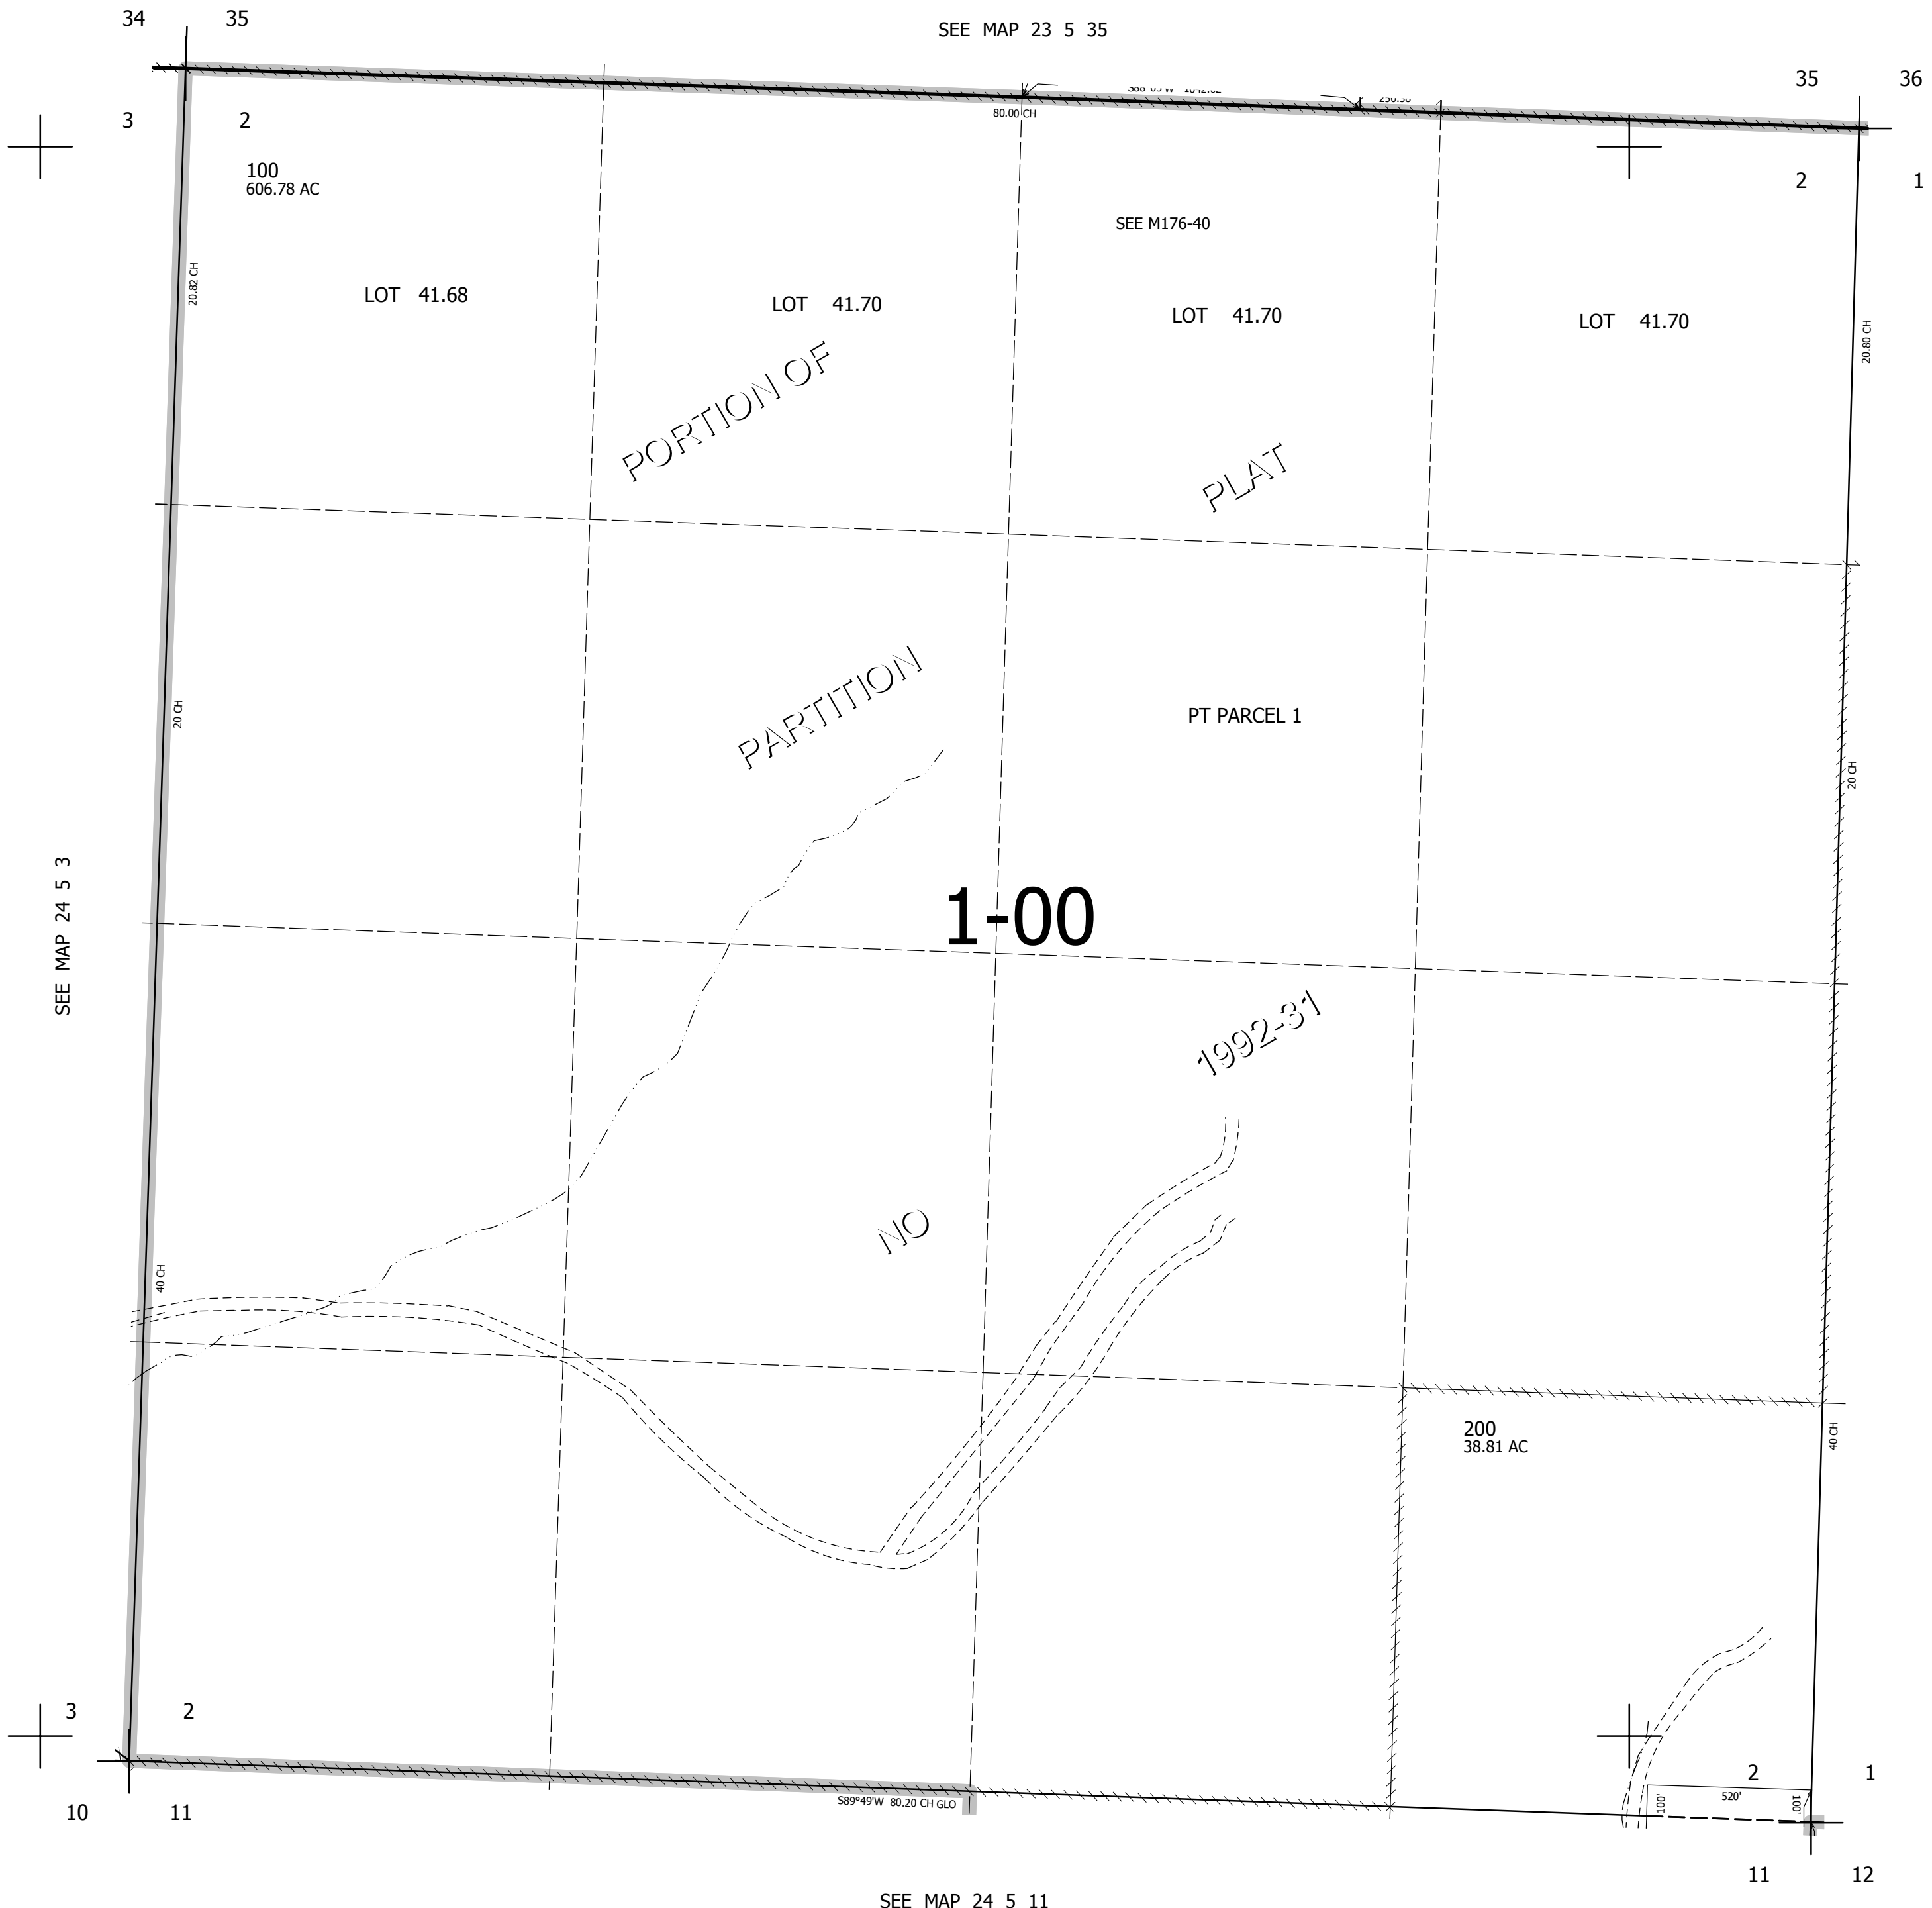 34 35
SEE MAP 23 5 35
35 36
80.00 CH
3 2
2 1
100
606.78 AC
SEE M176-40
20.82 CH
LOT 41.68
LOT 41.70
LOT 41.70
LOT 41.70
20.80 CH
PORTION OF
PLAT
PARTITION
20 CH
PT PARCEL 1
20 CH
SEE MAP 24 5 3
1-00
1992-31
NO
40 CH
200
38.81 AC
40 CH
3 2
2 1
S89°49'W 80.20 CH GLO
100'
520'
100'
10 11
11 12
SEE MAP 24 5 11